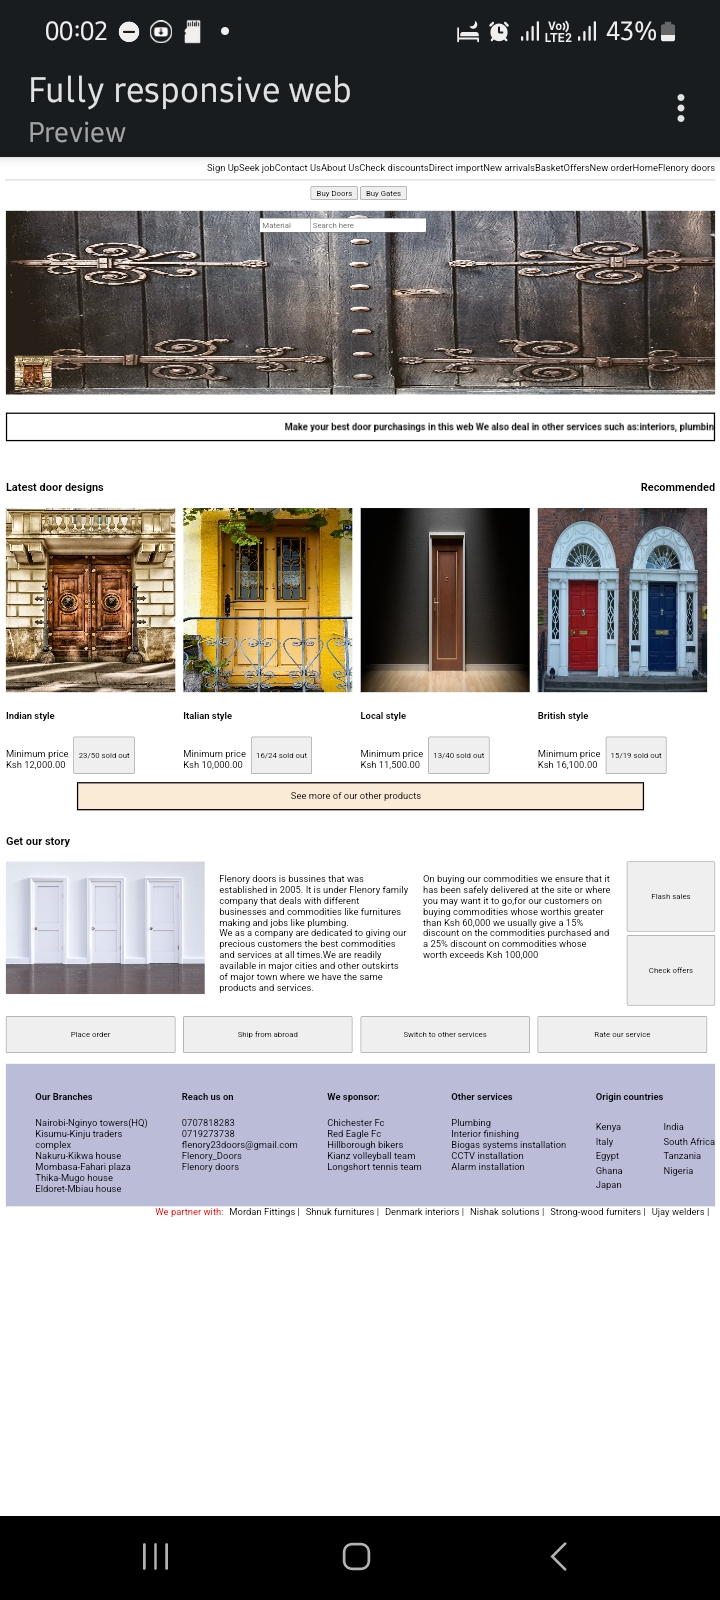 00:02
Vo))
LTE2
43%
Fully responsive web
Preview
Sign UpSeek jobContact UsAbout UsCheck discountsDirect importNew arrivalsBasketOffersNew orderHomeFlenory doors
Buy Doors Buy Gates
Material Search here
Make your best door purchasings in this web We also deal in other services such as:interiors, plumbin
Latest door designs Recommended
Indian style Italian style Local style British style
Minimum price
Ksh 12,000.00
23/50 sold out
Minimum price
Ksh 10,000.00
16/24 sold out
Minimum price
Ksh 11,500.00
13/40 sold out
Minimum price
Ksh 16,100.00
15/19 sold out
See more of our other products
Get our story
Flenory doors is bussines that was
established in 2005. It is under Flenory family
company that deals with different
businesses and commodities like furnitures
making and jobs like plumbing.
We as a company are dedicated to giving our
precious customers the best commodities
and services at all times.We are readily
available in major cities and other outskirts
of major town where we have the same
products and services.
On buying our commodities we ensure that it
has been safely delivered at the site or where
you may want it to go,for our customers on
buying commodities whose worthis greater
than Ksh 60,000 we usually give a 15%
discount on the commodities purchased and
a 25% discount on commodities whose
worth exceeds Ksh 100,000
Flash sales
Check offers
Place order Ship from abroad Switch to other services Rate our service
Our Branches
Nairobi-Nginyo towers(HQ)
Kisumu-Kinju traders
complex
Nakuru-Kikwa house
Mombasa-Fahari plaza
Thika-Mugo house
Eldoret-Mbiau house
Reach us on
0707818283
0719273738
flenory23doors@gmail.com
Flenory_Doors
Flenory doors
We sponsor:
Chichester Fc
Red Eagle Fc
Hillborough bikers
Kianz volleyball team
Longshort tennis team
Other services
Plumbing
Interior finishing
Biogas systems installation
CCTV installation
Alarm installation
Origin countries
Kenya India
Italy South Africa
Egypt Tanzania
Ghana Nigeria
Japan
We partner with: Mordan Fittings | Shnuk furnitures | Denmark interiors | Nishak solutions | Strong-wood furniters | Ujay welders |